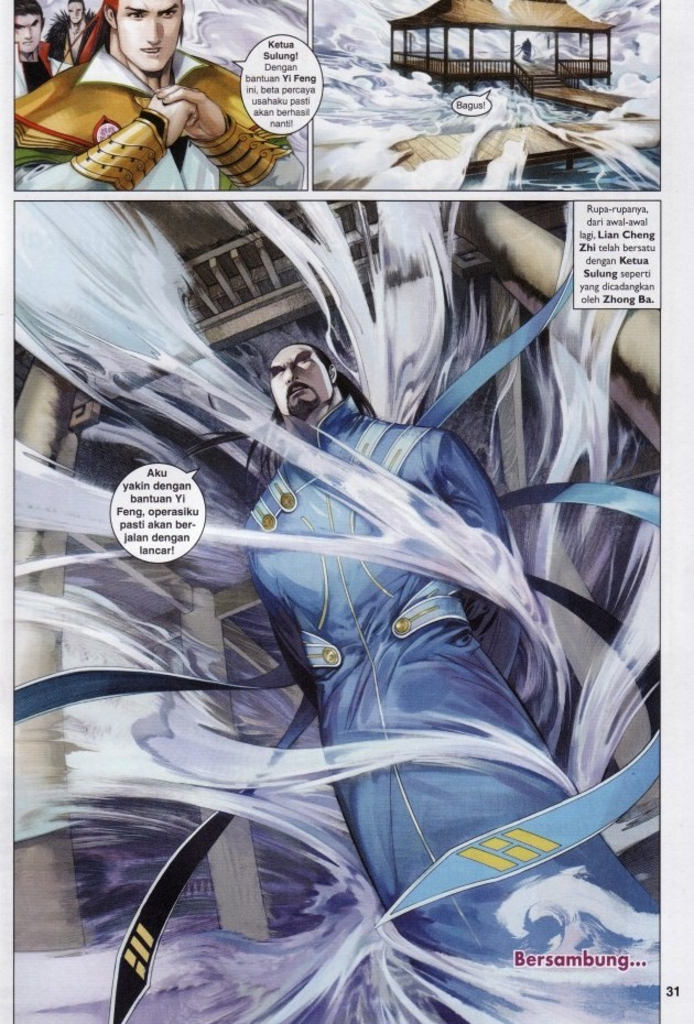 Ketua
Sulung!
Dengan
bantuan Yi Feng
ini, beta percaya
usahaku pasti
akan berhasil
nanti!
Bagus!
Rupa-rupanya,
dari awal-awal
lagi, Lian Cheng
Zhi telah bersatu
dengan Ketua
Sulung seperti
yang dicadangkan
oleh Zhong Ba.
Aku
yakin dengan
bantuan Yi
Feng, operasiku
pasti akan ber-
jalan dengan
lancar!
Bersambung...
31